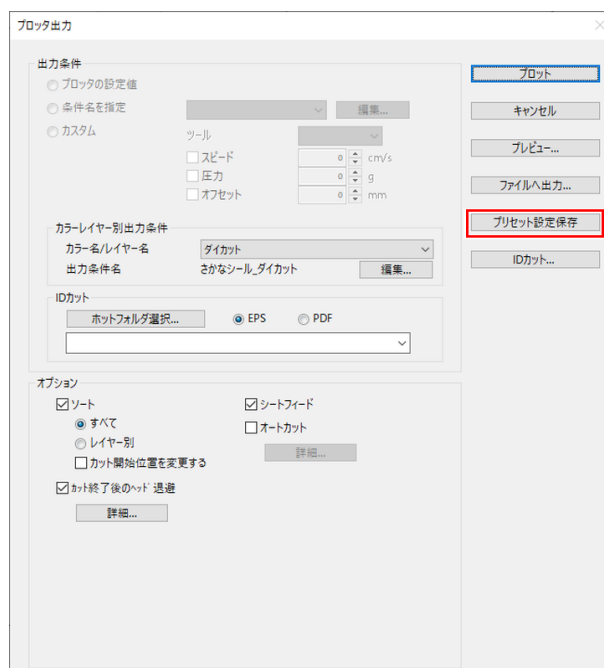 プロッタ出力
出力条件
プロッタの設定値
条件名を指定
編集...
カスタム
ツール
スピード
0
cm/s
圧力
0
g
オフセット
0
mm
カラーレイヤー別出力条件
カラー名/レイヤー名
ダイカット
出力条件名
さかなシール_ダイカット
編集...
IDカット
ホットフォルダ選択...
EPS
PDF
オプション
ソート
すべて
レイヤー別
カット開始位置を変更する
カット終了後のヘッド退避
詳細...
シートフィード
オートカット
詳細...
プロット
キャンセル
プレビュー...
ファイルへ出力...
プリセット設定保存
IDカット...